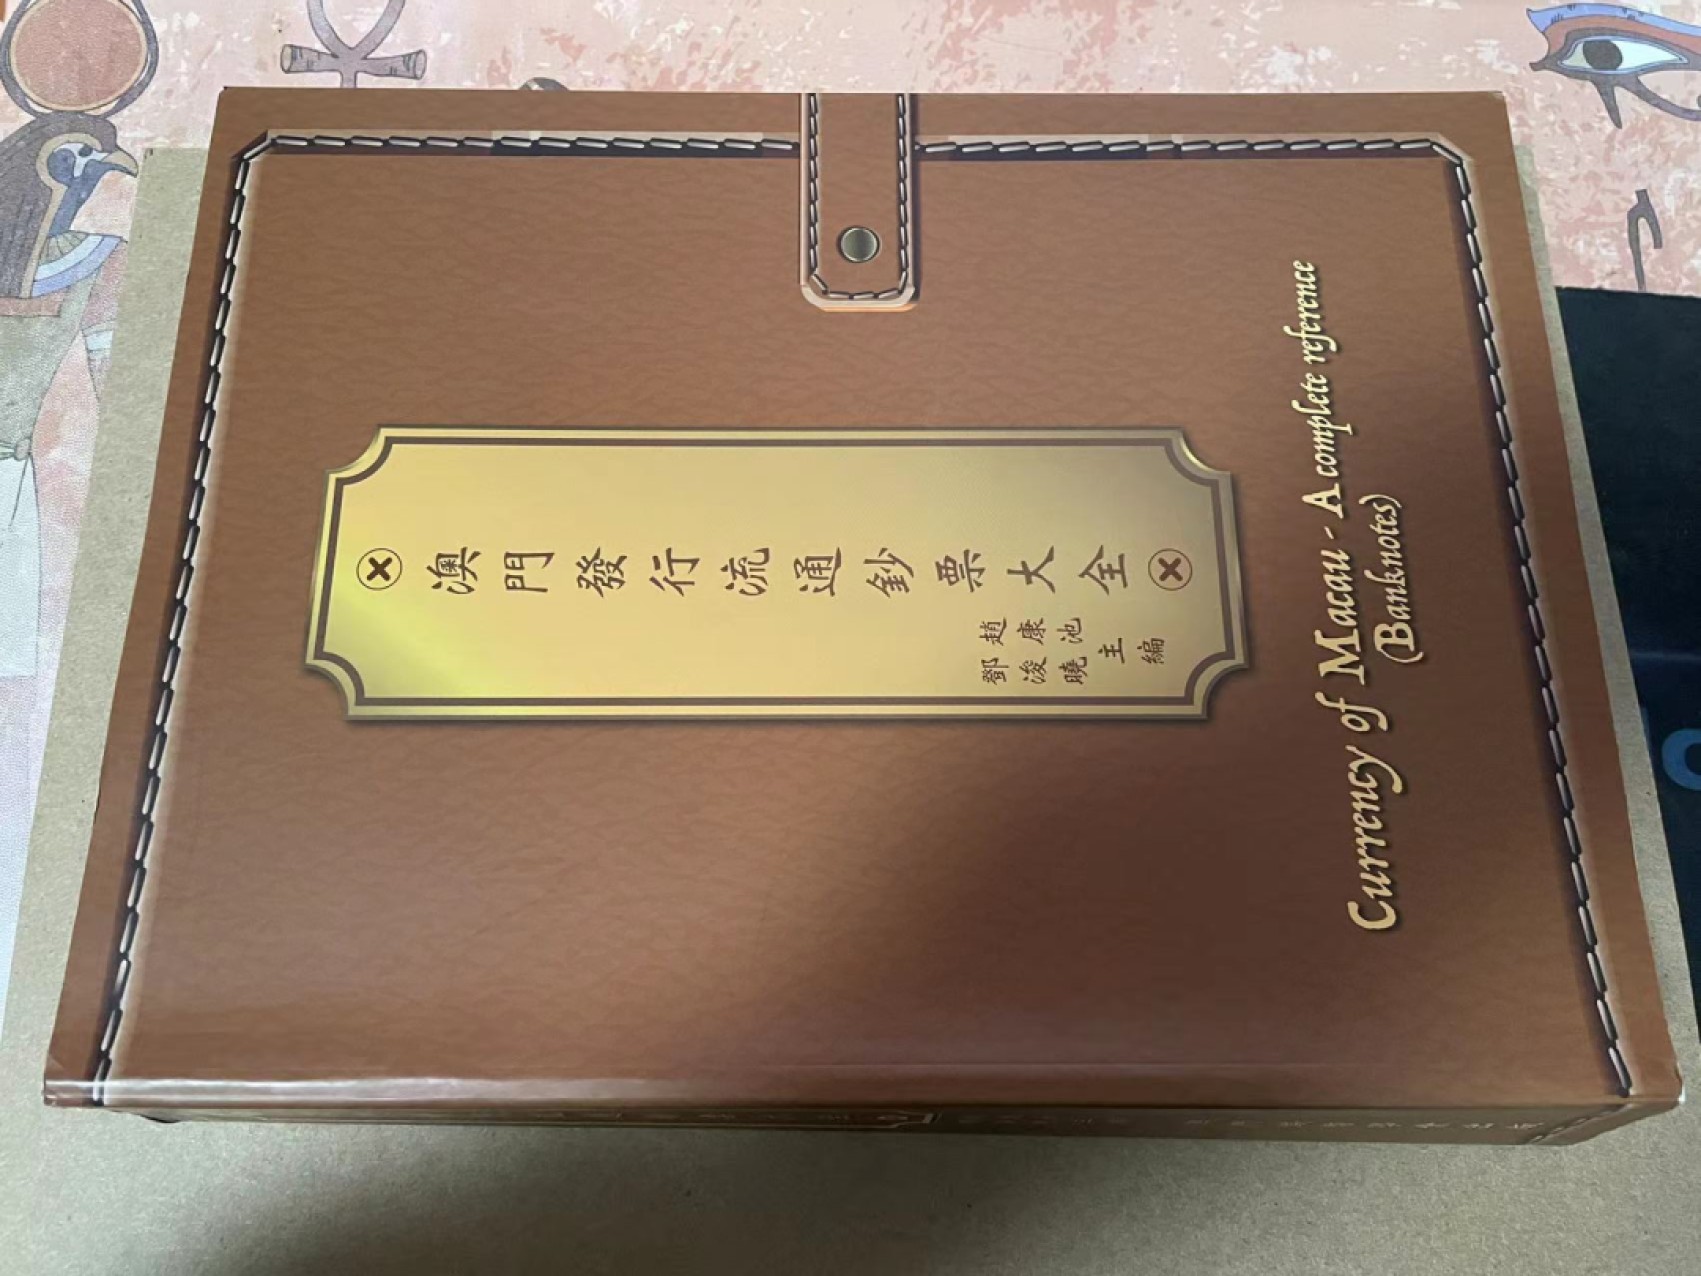 澳門發行流通鈔票大全
趙康池
鄧浚曉
主編
Currency of Macau - A complete reference
(Banknotes)